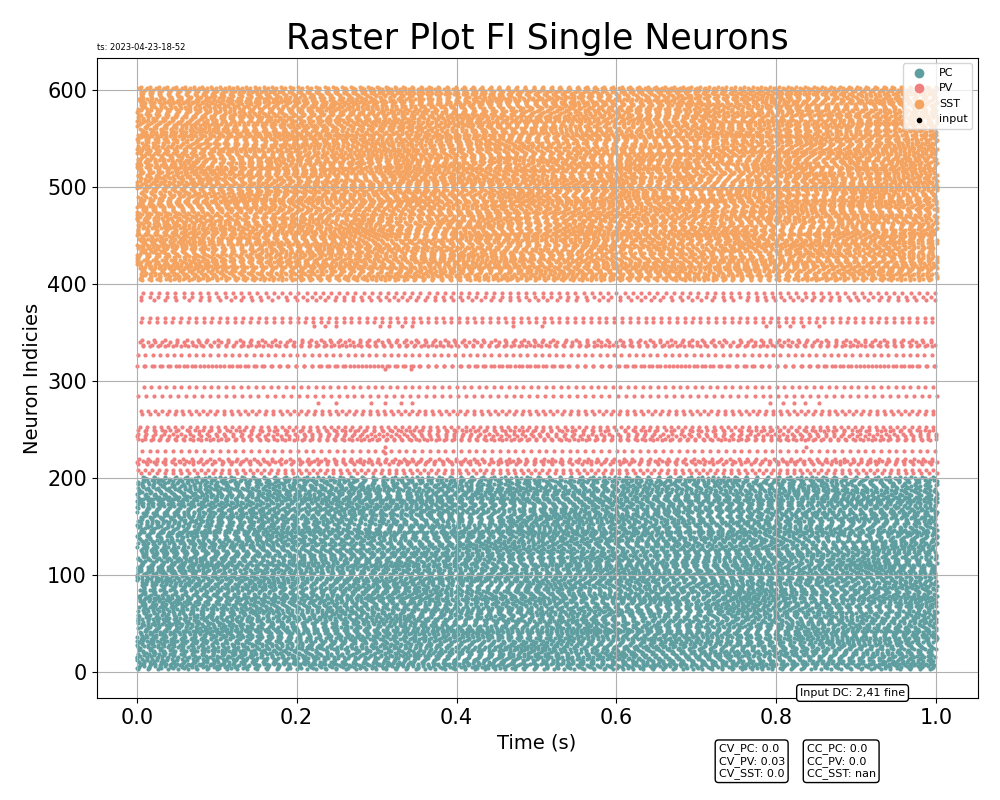 Raster Plot FI Single Neurons
ts: 2023-04-23-18-52
PC
PV
SST
input
600
500
400
300
200
100
0
Neuron Indicies
0.0 0.2 0.4 0.6 0.8 1.0
Time (s)
Input DC: 2,41 fine
CV_PC: 0.0
CV_PV: 0.03
CV_SST: 0.0
CC_PC: 0.0
CC_PV: 0.0
CC_SST: nan